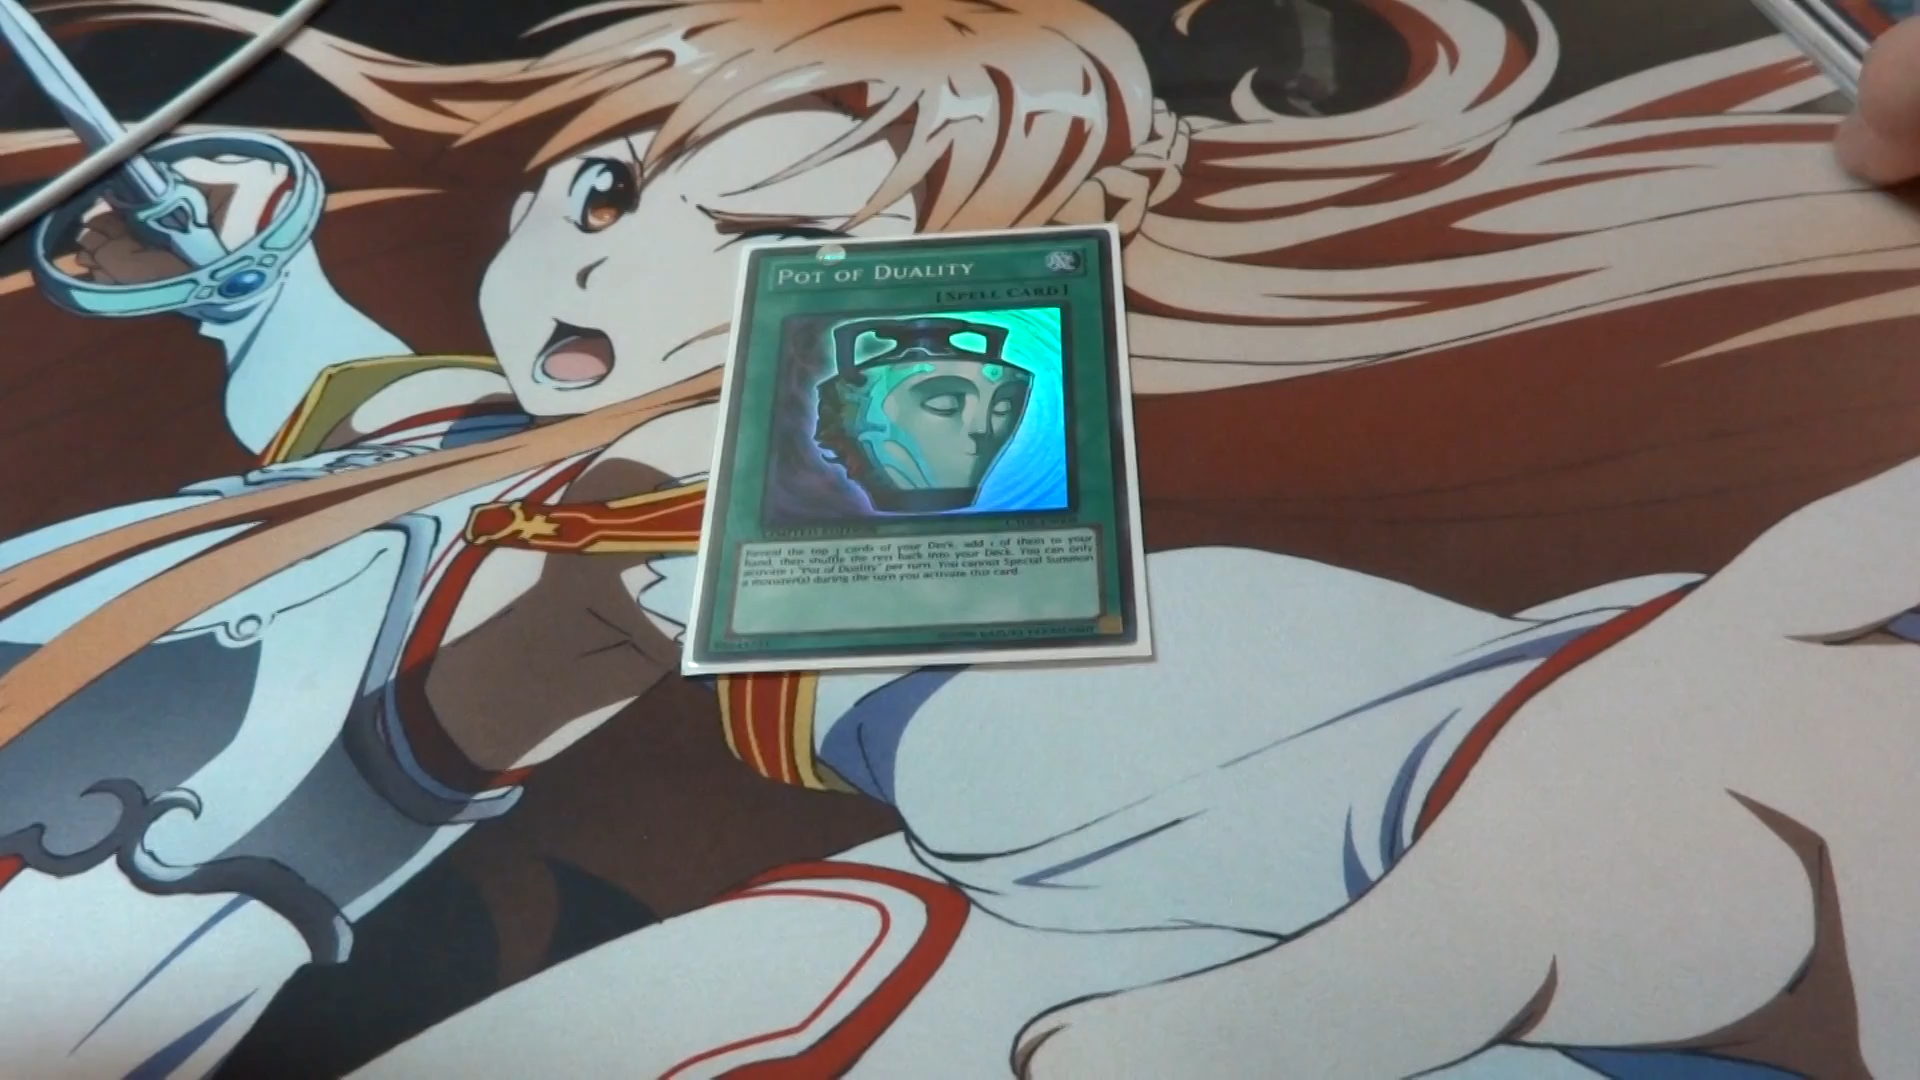 POT OF DUALITY
[SPELL CARD]
LIMITED EDITION
Reveal the top 3 cards of your Deck, add 1 of them to your
hand, then shuffle the rest back into your Deck. You can only
activate 1 "Pot of Duality" per turn. You cannot Special Summon
a monster(s) during the turn you activate this card.